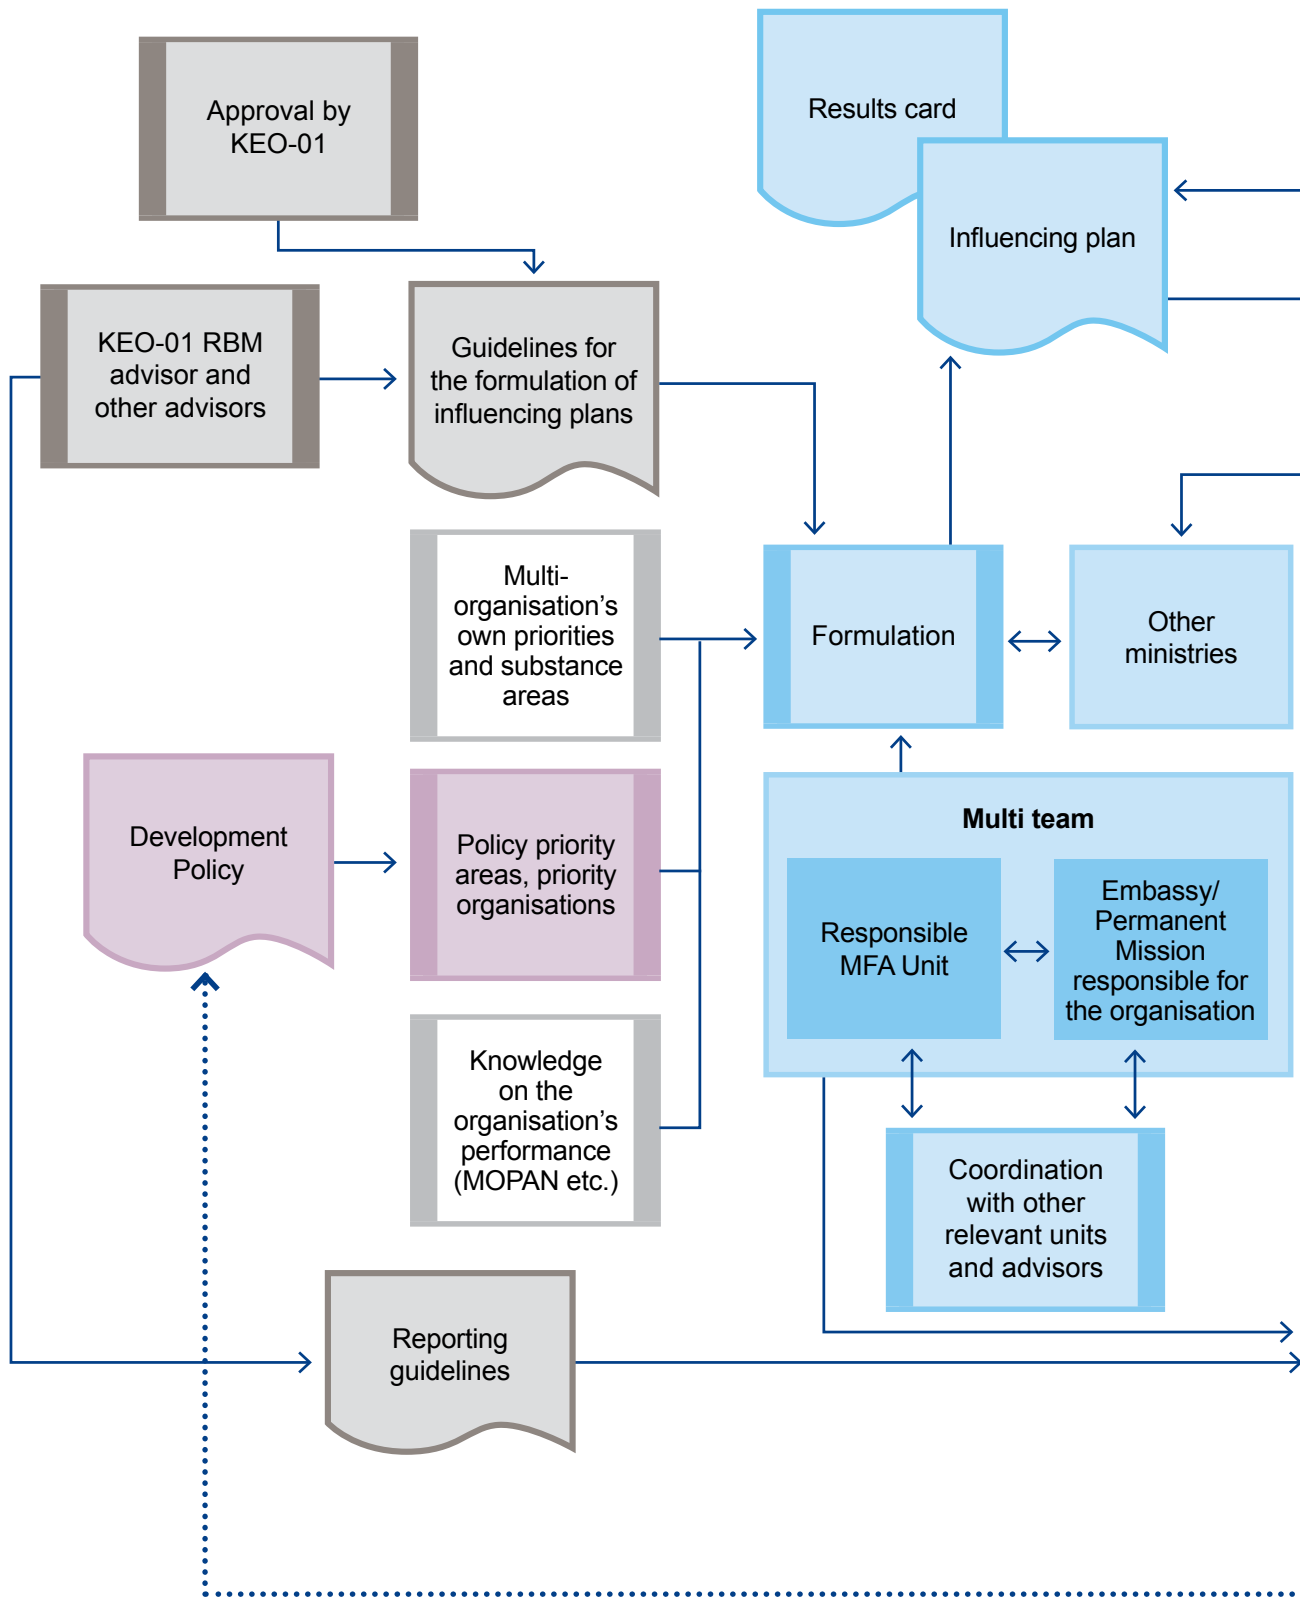 Approval by
KEO-01
Results card
Influencing plan
KEO-01 RBM
advisor and
other advisors
Guidelines for
the formulation of
influencing plans
Multi-
organisation’s
own priorities
and substance
areas
Formulation
Other
ministries
Development
Policy
Policy priority
areas, priority
organisations
Multi team
Responsible
MFA Unit
Embassy/
Permanent
Mission
responsible for
the organisation
Knowledge
on the
organisation’s
performance
(MOPAN etc.)
Coordination
with other
relevant units
and advisors
Reporting
guidelines